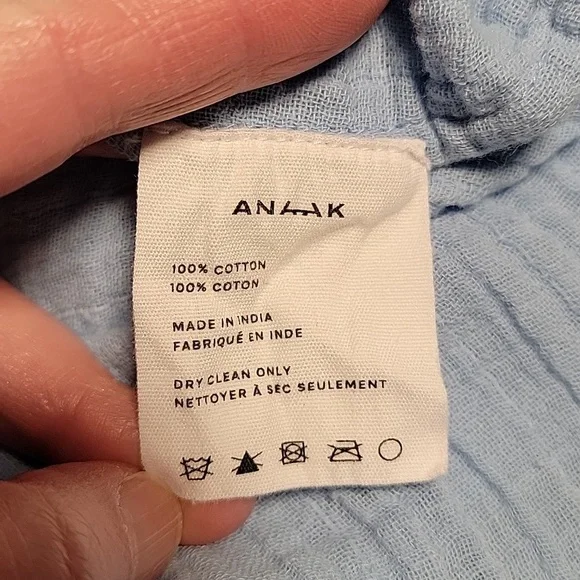 ANAAK
100% COTTON
100% COTON
MADE IN INDIA
FABRIQUÉ EN INDE
DRY CLEAN ONLY
NETTOYER À SEC SEULEMENT